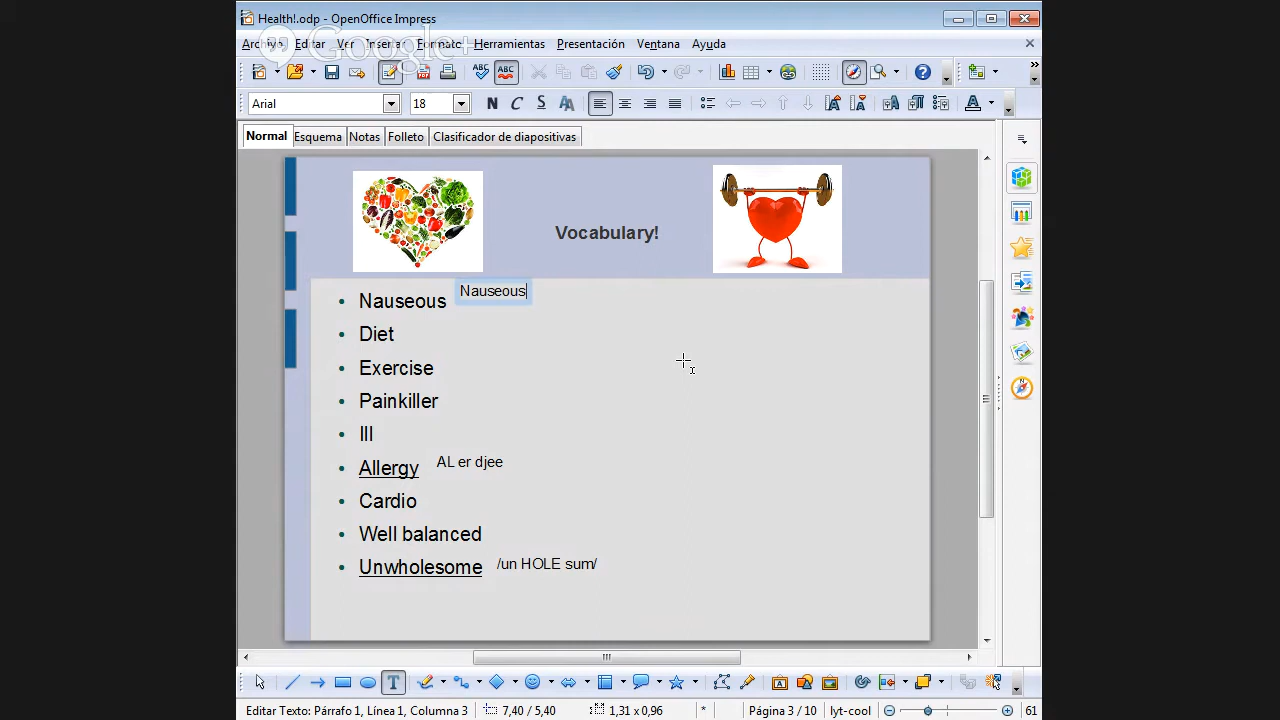 Health!.odp - OpenOffice Impress
Google+
Archivo Editar Ver Insertar Formato Herramientas Presentación Ventana Ayuda
Arial 18 N C S
Normal Esquema Notas Folleto Clasificador de diapositivas
Vocabulary!
Nauseous Nauseous
Diet
Exercise
Painkiller
Ill
Allergy AL er djee
Cardio
Well balanced
Unwholesome /un HOLE sum/
Editar Texto: Párrafo 1, Línea 1, Columna 3 7,40 / 5,40 1,31 x 0,96 * Página 3 / 10 lyt-cool 61